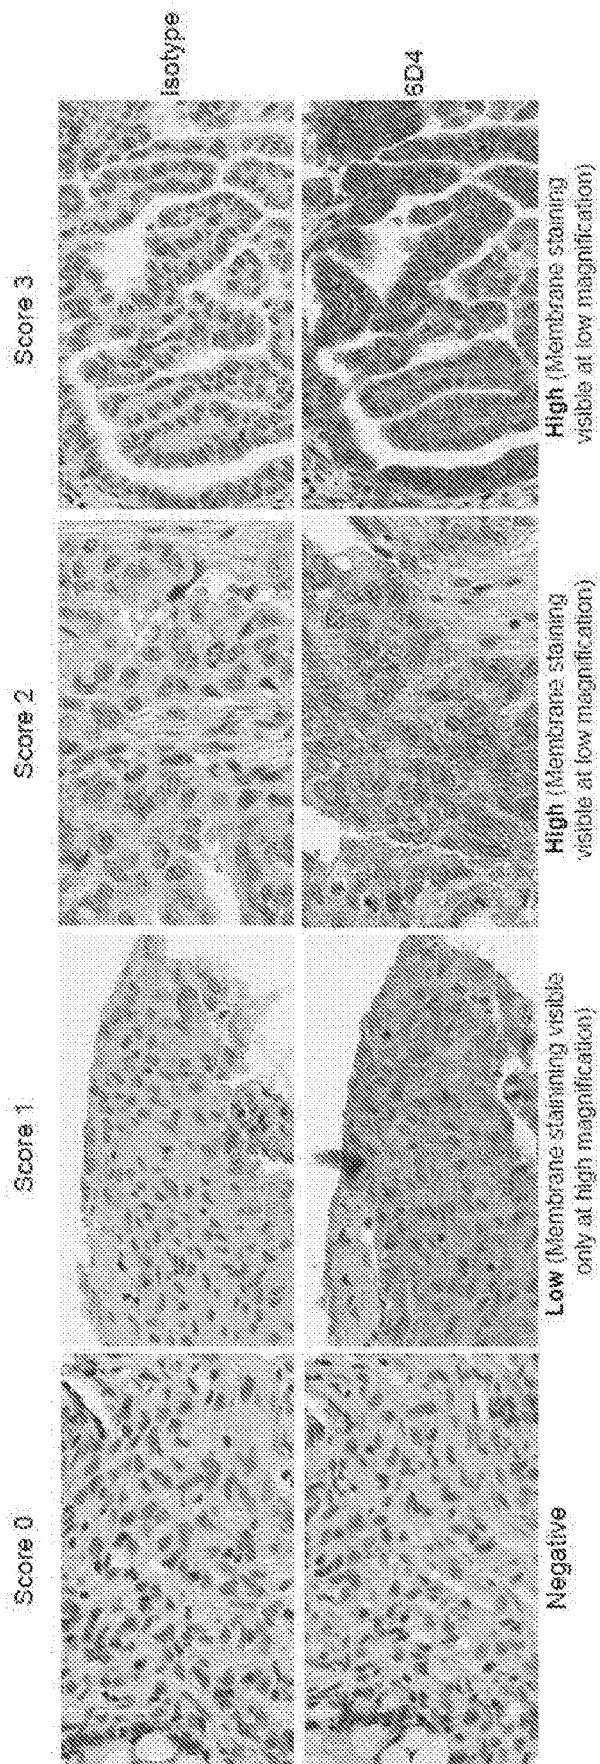 Score 0
Score 1
Score 2
Score 3
Isotype
6D4
Negative
Low (Membrane stainining visible
only at high magnification)
High (Membrane staining
visible at low magnification)
High (Membrane staining
visible at low magnification)